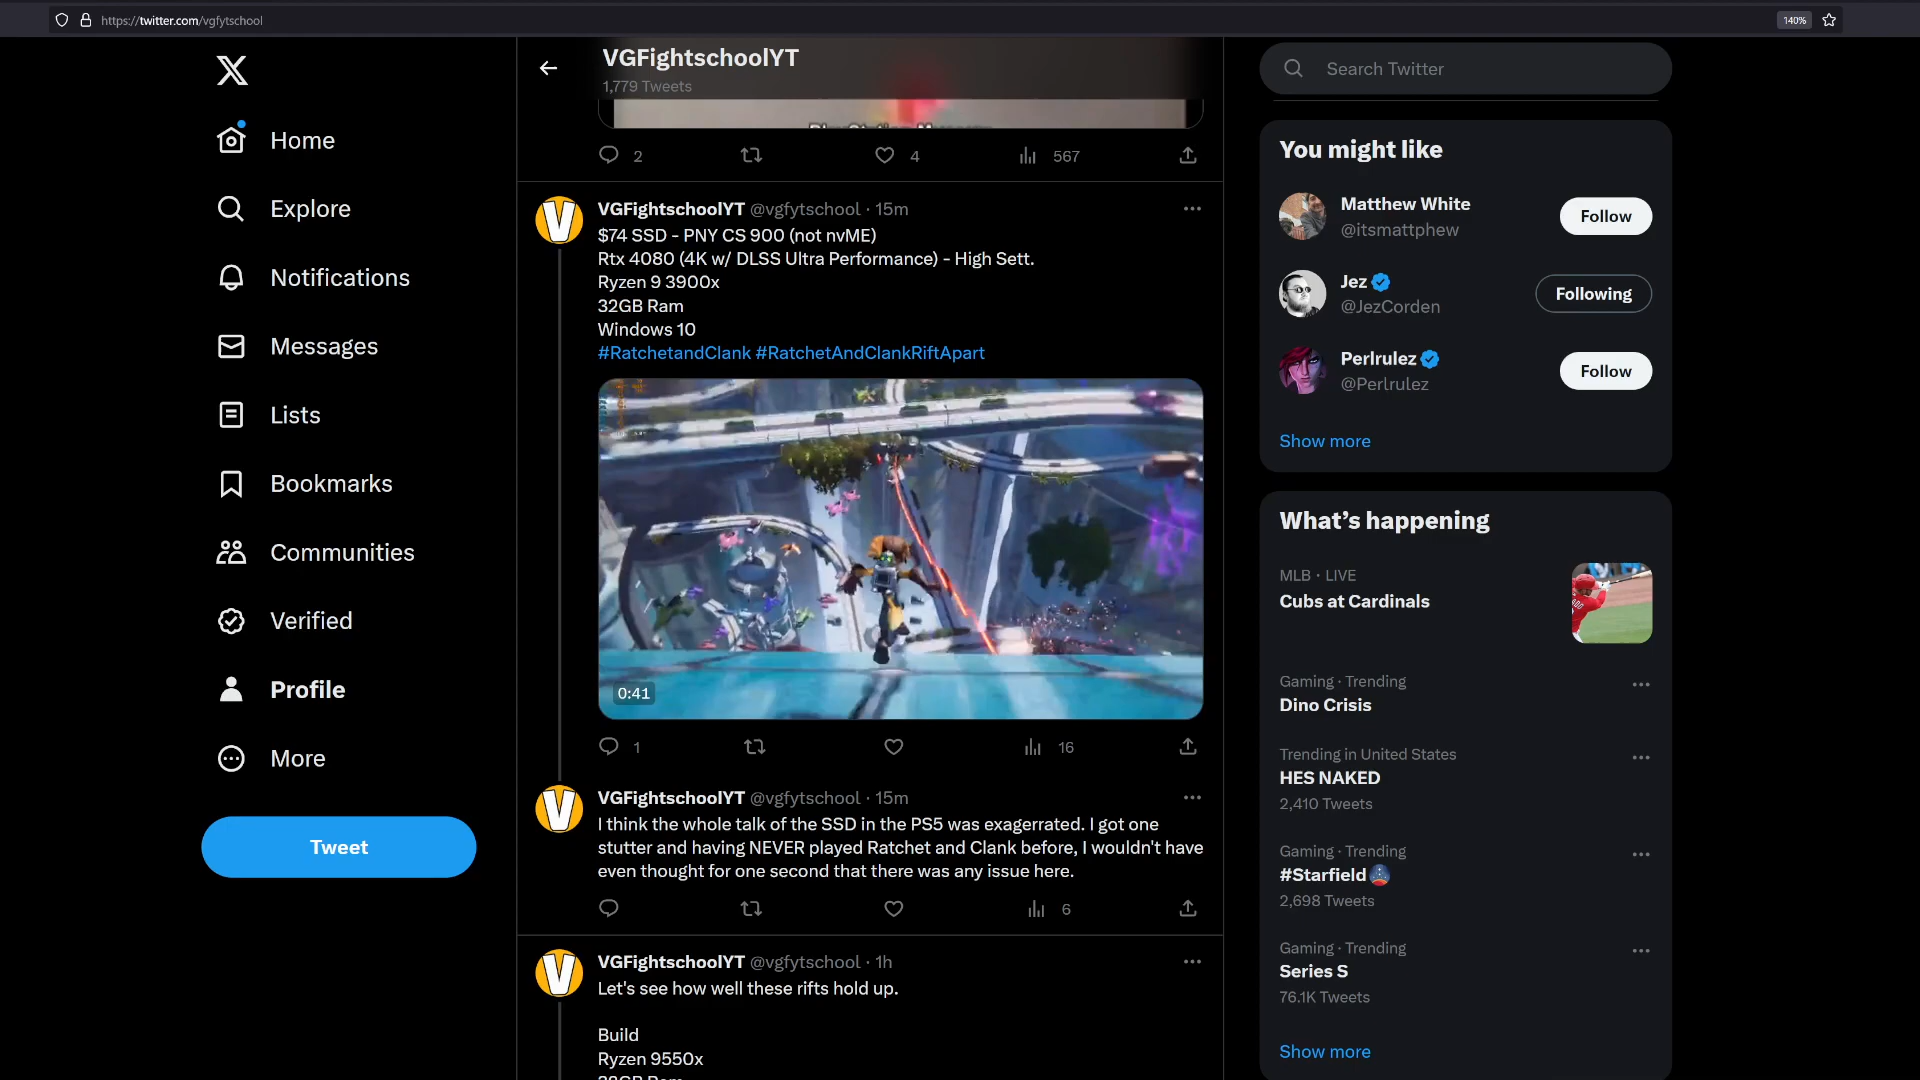 https://twitter.com/vgfytschool
140%
Home
Explore
Notifications
Messages
Lists
Bookmarks
Communities
Verified
Profile
More
Tweet
VGFightschoolYT
1,779 Tweets
2
4
567
VGFightschoolYT @vgfytschool · 15m
$74 SSD - PNY CS 900 (not nvME)
Rtx 4080 (4K w/ DLSS Ultra Performance) - High Sett.
Ryzen 9 3900x
32GB Ram
Windows 10
#RatchetandClank #RatchetAndClankRiftApart
0:41
1
16
VGFightschoolYT @vgfytschool · 15m
I think the whole talk of the SSD in the PS5 was exagerrated. I got one
stutter and having NEVER played Ratchet and Clank before, I wouldn't have
even thought for one second that there was any issue here.
6
VGFightschoolYT @vgfytschool · 1h
Let's see how well these rifts hold up.
Build
Ryzen 9550x
Search Twitter
You might like
Matthew White
@itsmattphew
Follow
Jez
@JezCorden
Following
Perlrulez
@Perlrulez
Follow
Show more
What's happening
MLB · LIVE
Cubs at Cardinals
Gaming · Trending
Dino Crisis
Trending in United States
HES NAKED
2,410 Tweets
Gaming · Trending
#Starfield
2,698 Tweets
Gaming · Trending
Series S
76.1K Tweets
Show more